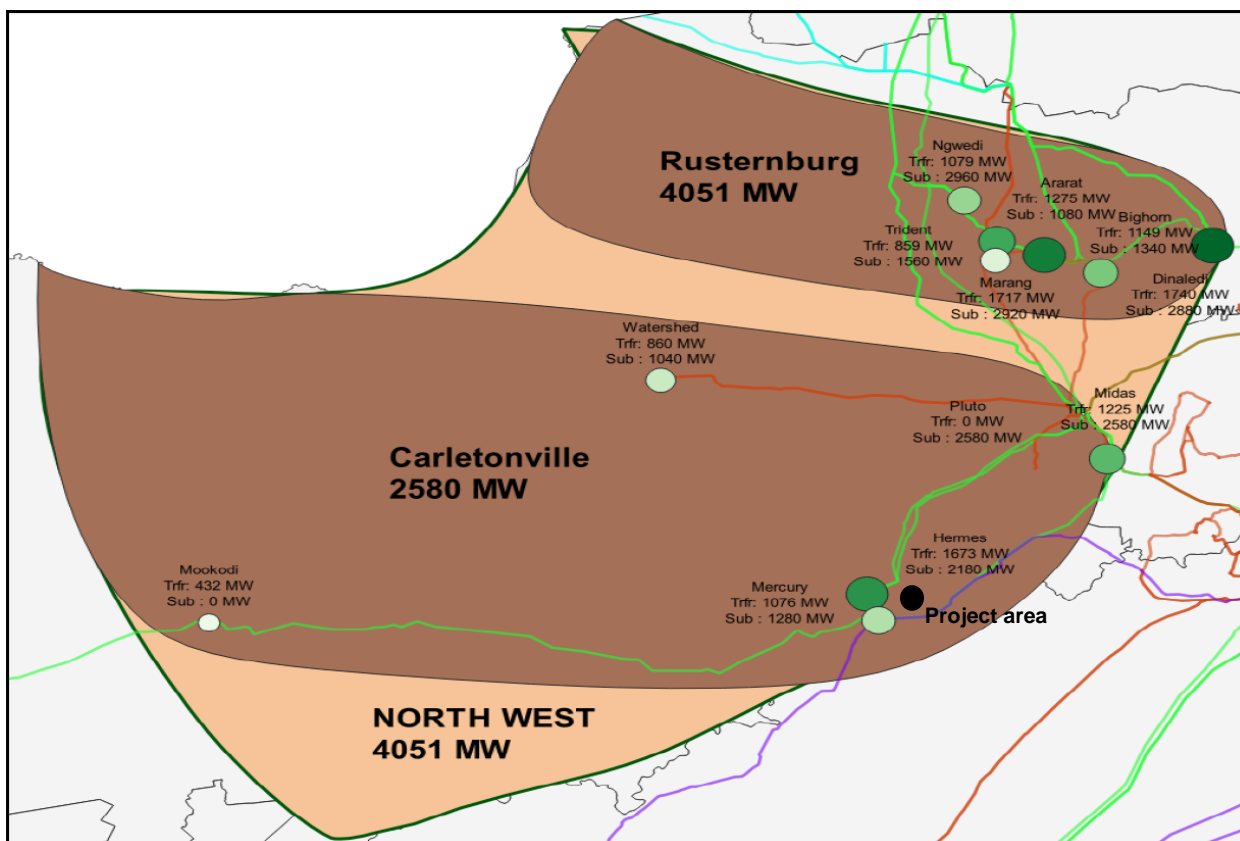 Rusternburg
4051 MW
Ngwedi
Trfr: 1079 MW
Sub : 2960 MW
Ararat
Trfr: 1275 MW
Sub : 1080 MW
Bighorn
Trfr: 1149 MW
Sub : 1340 MW
Trident
Trfr: 859 MW
Sub : 1560 MW
Marang
Trfr: 1717 MW
Sub : 2920 MW
Dinaledi
Trfr: 1740 MW
Sub : 2880 MW
Watershed
Trfr: 860 MW
Sub : 1040 MW
Pluto
Trfr: 0 MW
Sub : 2580 MW
Midas
Trfr: 1225 MW
Sub : 2580 MW
Carletonville
2580 MW
Hermes
Trfr: 1673 MW
Sub : 2180 MW
Mookodi
Trfr: 432 MW
Sub : 0 MW
Mercury
Trfr: 1076 MW
Sub : 1280 MW
Project area
NORTH WEST
4051 MW